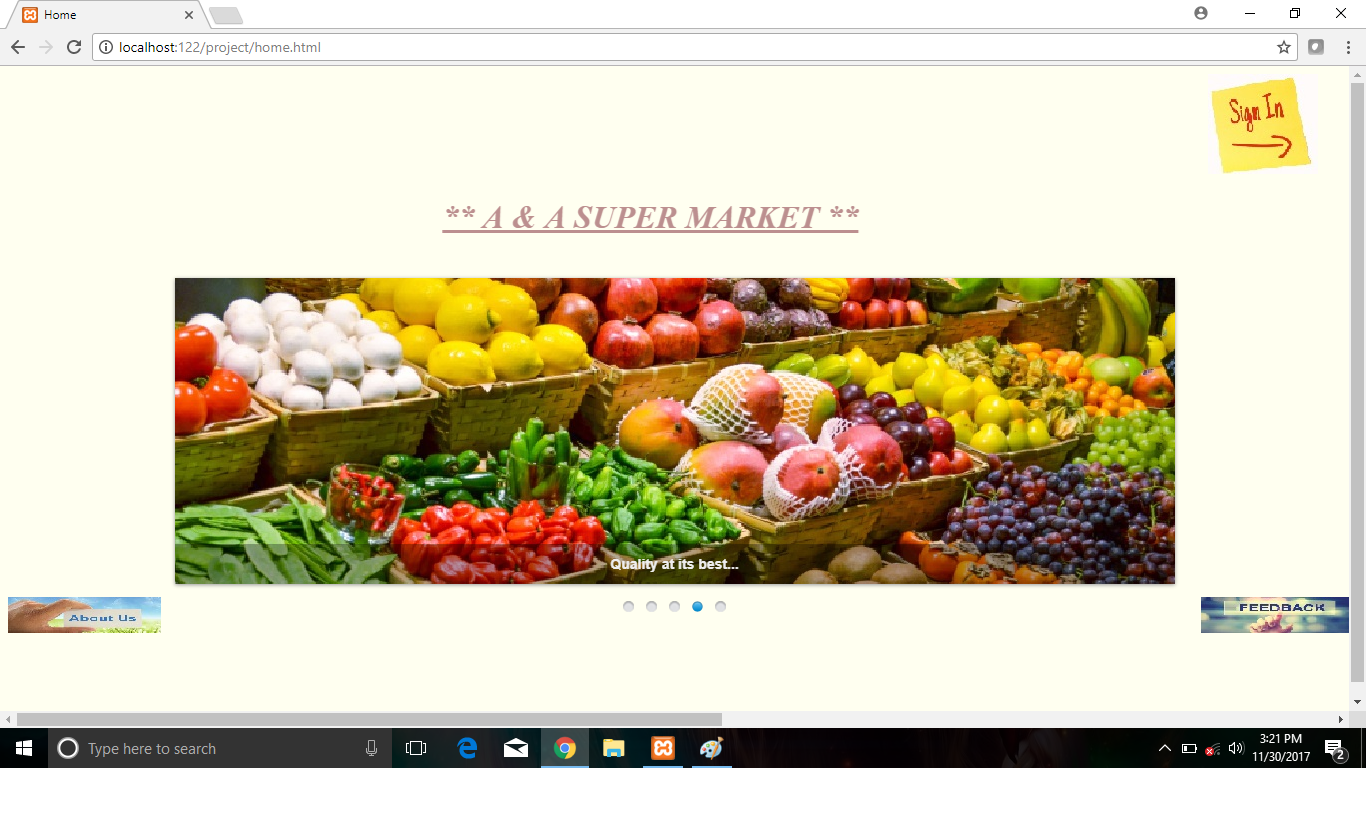 Home
localhost:122/project/home.html
Sign In
** A & A SUPER MARKET **
Quality at its best...
About Us
FEEDBACK
Type here to search
3:21 PM
11/30/2017
2